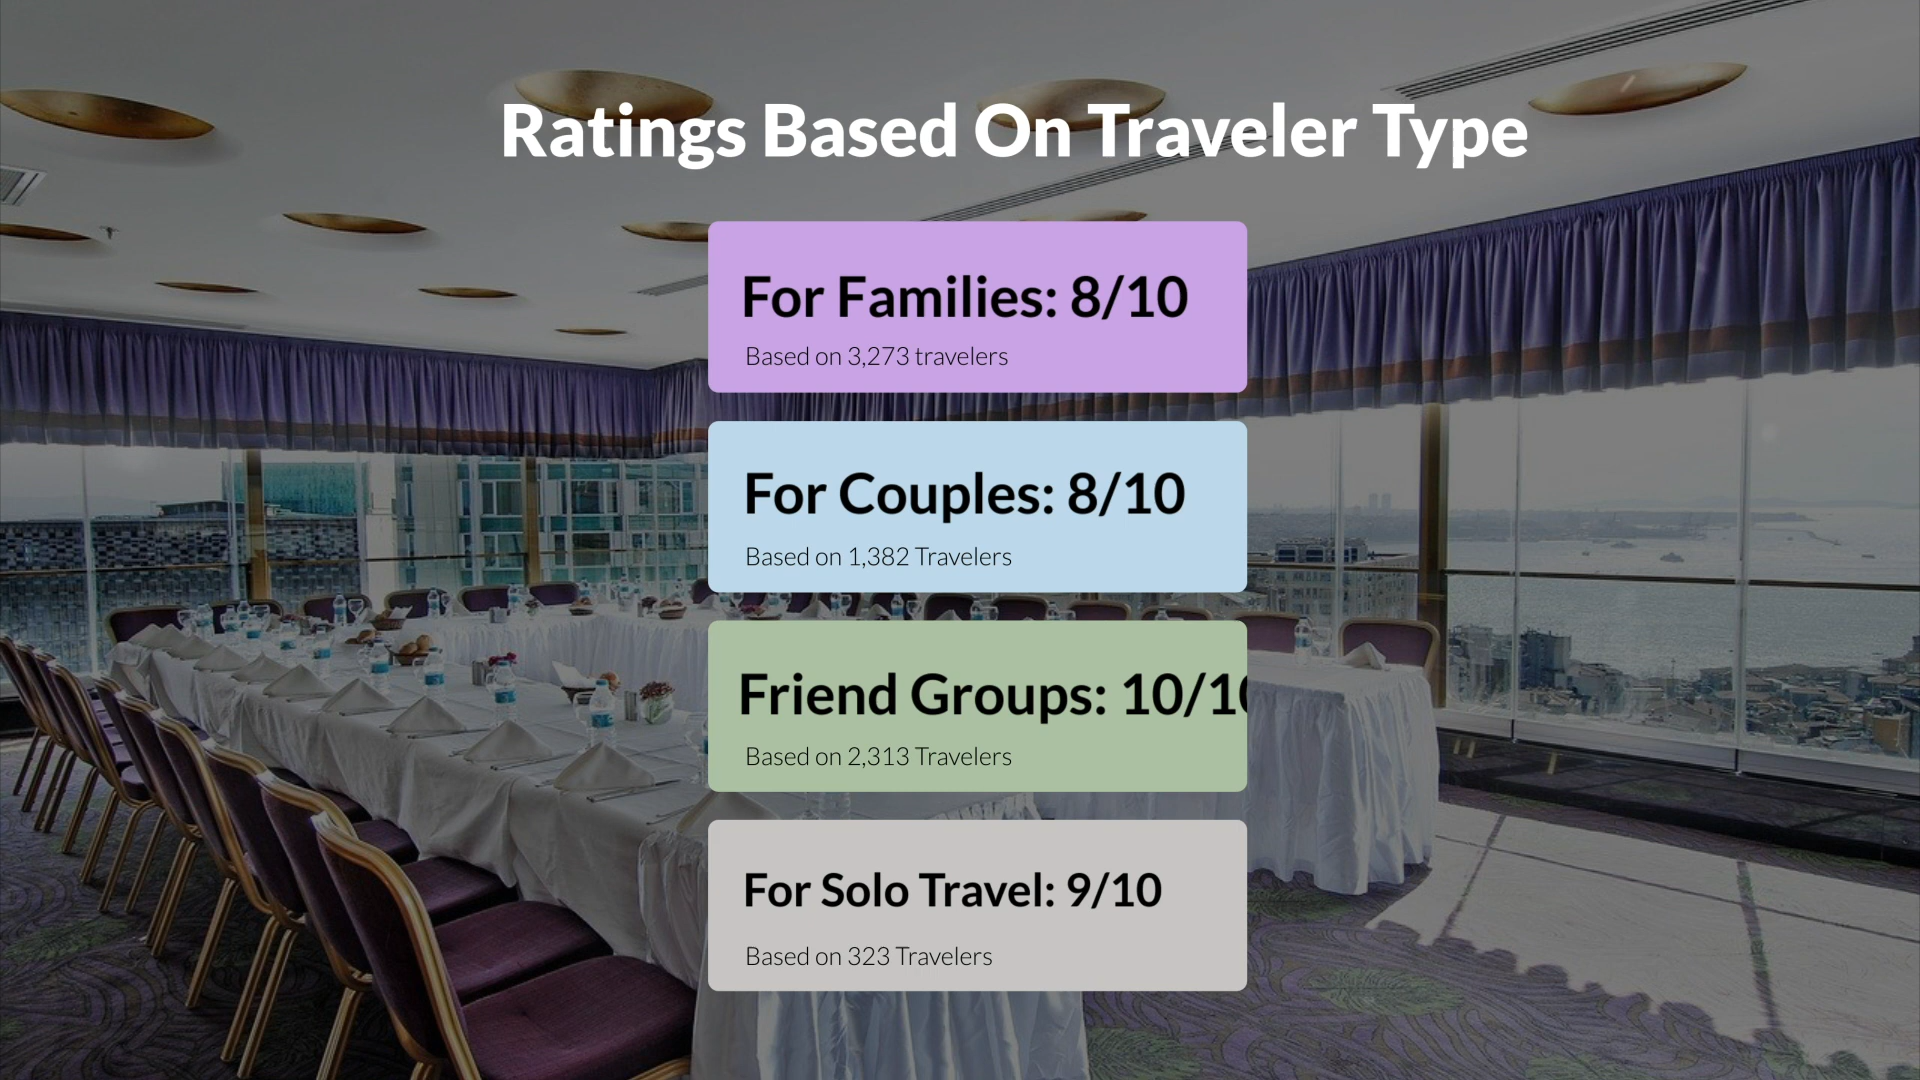 Ratings Based On Traveler Type
For Families: 8/10
Based on 3,273 travelers
For Couples: 8/10
Based on 1,382 Travelers
Friend Groups: 10/10
Based on 2,313 Travelers
For Solo Travel: 9/10
Based on 323 Travelers